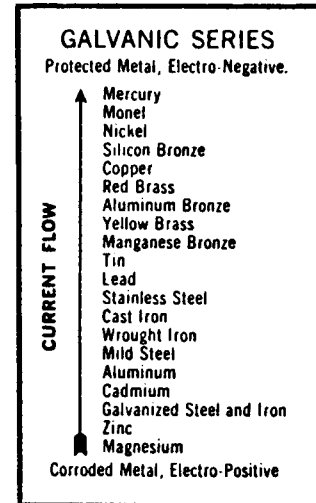 GALVANIC SERIES
Protected Metal, Electro-Negative.
CURRENT FLOW
Mercury
Monel
Nickel
Silicon Bronze
Copper
Red Brass
Aluminum Bronze
Yellow Brass
Manganese Bronze
Tin
Lead
Stainless Steel
Cast Iron
Wrought Iron
Mild Steel
Aluminum
Cadmium
Galvanized Steel and Iron
Zinc
Magnesium
Corroded Metal, Electro-Positive